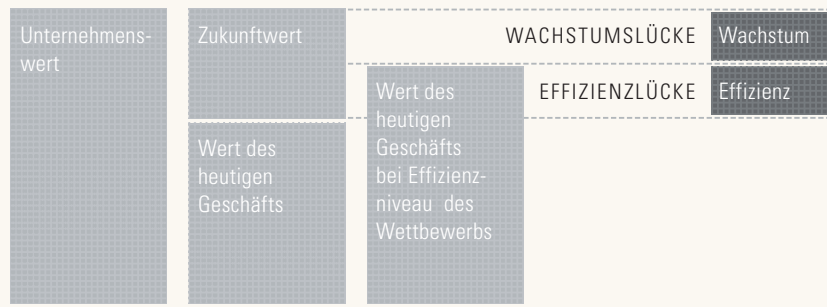 Unternehmens-
wert
Zukunftwert
Wert des
heutigen
Geschäfts
Wert des
heutigen
Geschäfts
bei Effizienz-
niveau des
Wettbewerbs
WACHSTUMSLÜCKE
Wachstum
EFFIZIENZLÜCKE
Effizienz